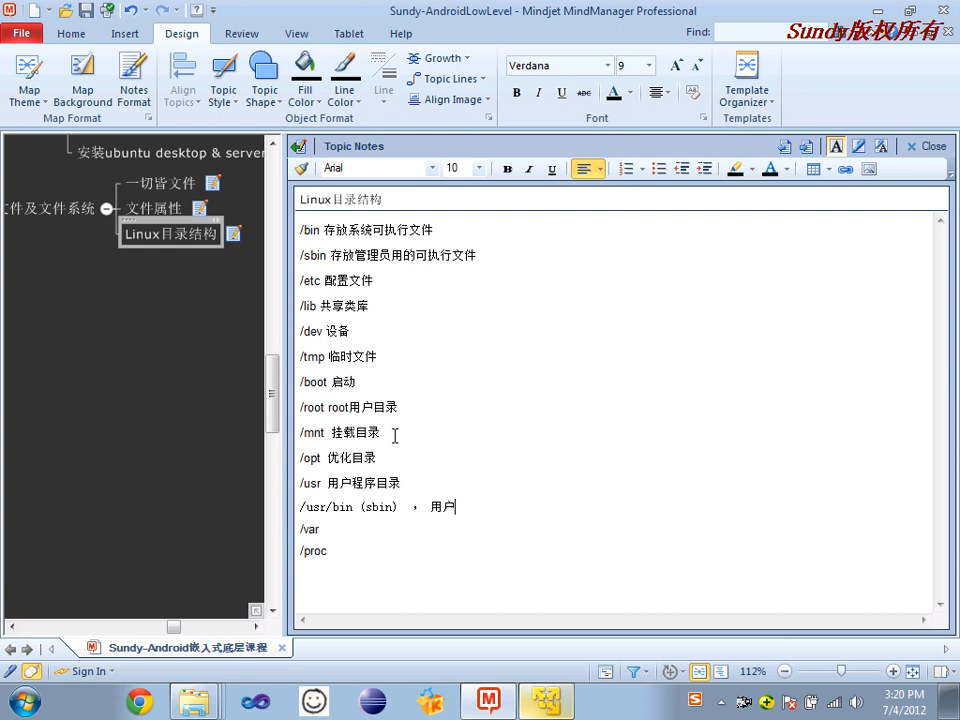 Sundy-AndroidLowLevel - Mindjet MindManager Professional
File
Home
Insert
Design
Review
View
Tablet
Help
Find:
Sundy版权所有
Map Theme
Map Background
Notes Format
Align Topics
Topic Style
Topic Shape
Fill Color
Line Color
Line
Growth
Topic Lines
Align Image
Verdana
9
Template Organizer
Map Format
Object Format
Font
Templates
安装ubuntu desktop & server
一切皆文件
文件及文件系统
文件属性
Linux目录结构
Topic Notes
Close
Arial
10
Linux目录结构
/bin 存放系统可执行文件
/sbin 存放管理员用的可执行文件
/etc 配置文件
/lib 共享类库
/dev 设备
/tmp 临时文件
/boot 启动
/root root用户目录
/mnt 挂载目录
/opt 优化目录
/usr 用户程序目录
/usr/bin (sbin) ， 用户
/var
/proc
Sundy-Android嵌入式底层课程
Sign In
112%
3:20 PM
7/4/2012